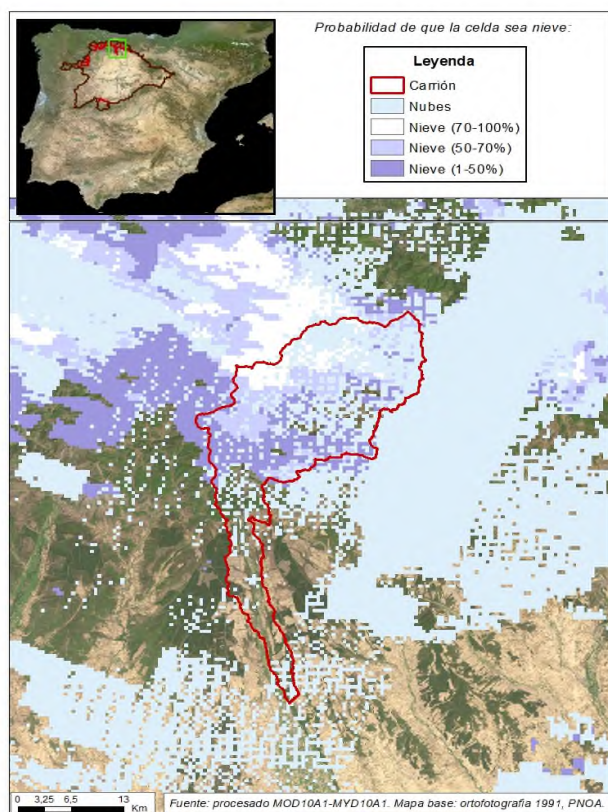 Probabilidad de que la celda sea nieve:
Leyenda
Carrión
Nubes
Nieve (70-100%)
Nieve (50-70%)
Nieve (1-50%)
0 3,25 6,5 13
Km
Fuente: procesado MOD10A1-MYD10A1. Mapa base: ortofotografía 1991, PNOA